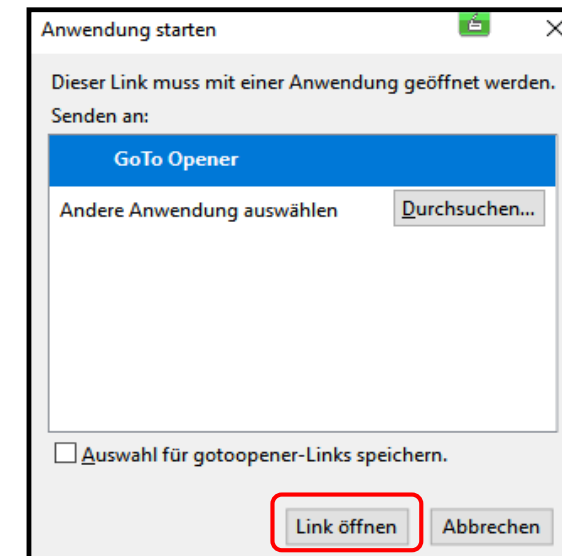 Anwendung starten
Dieser Link muss mit einer Anwendung geöffnet werden.
Senden an:
GoTo Opener
Andere Anwendung auswählen Durchsuchen...
Auswahl für gotoopener-Links speichern.
Link öffnen Abbrechen